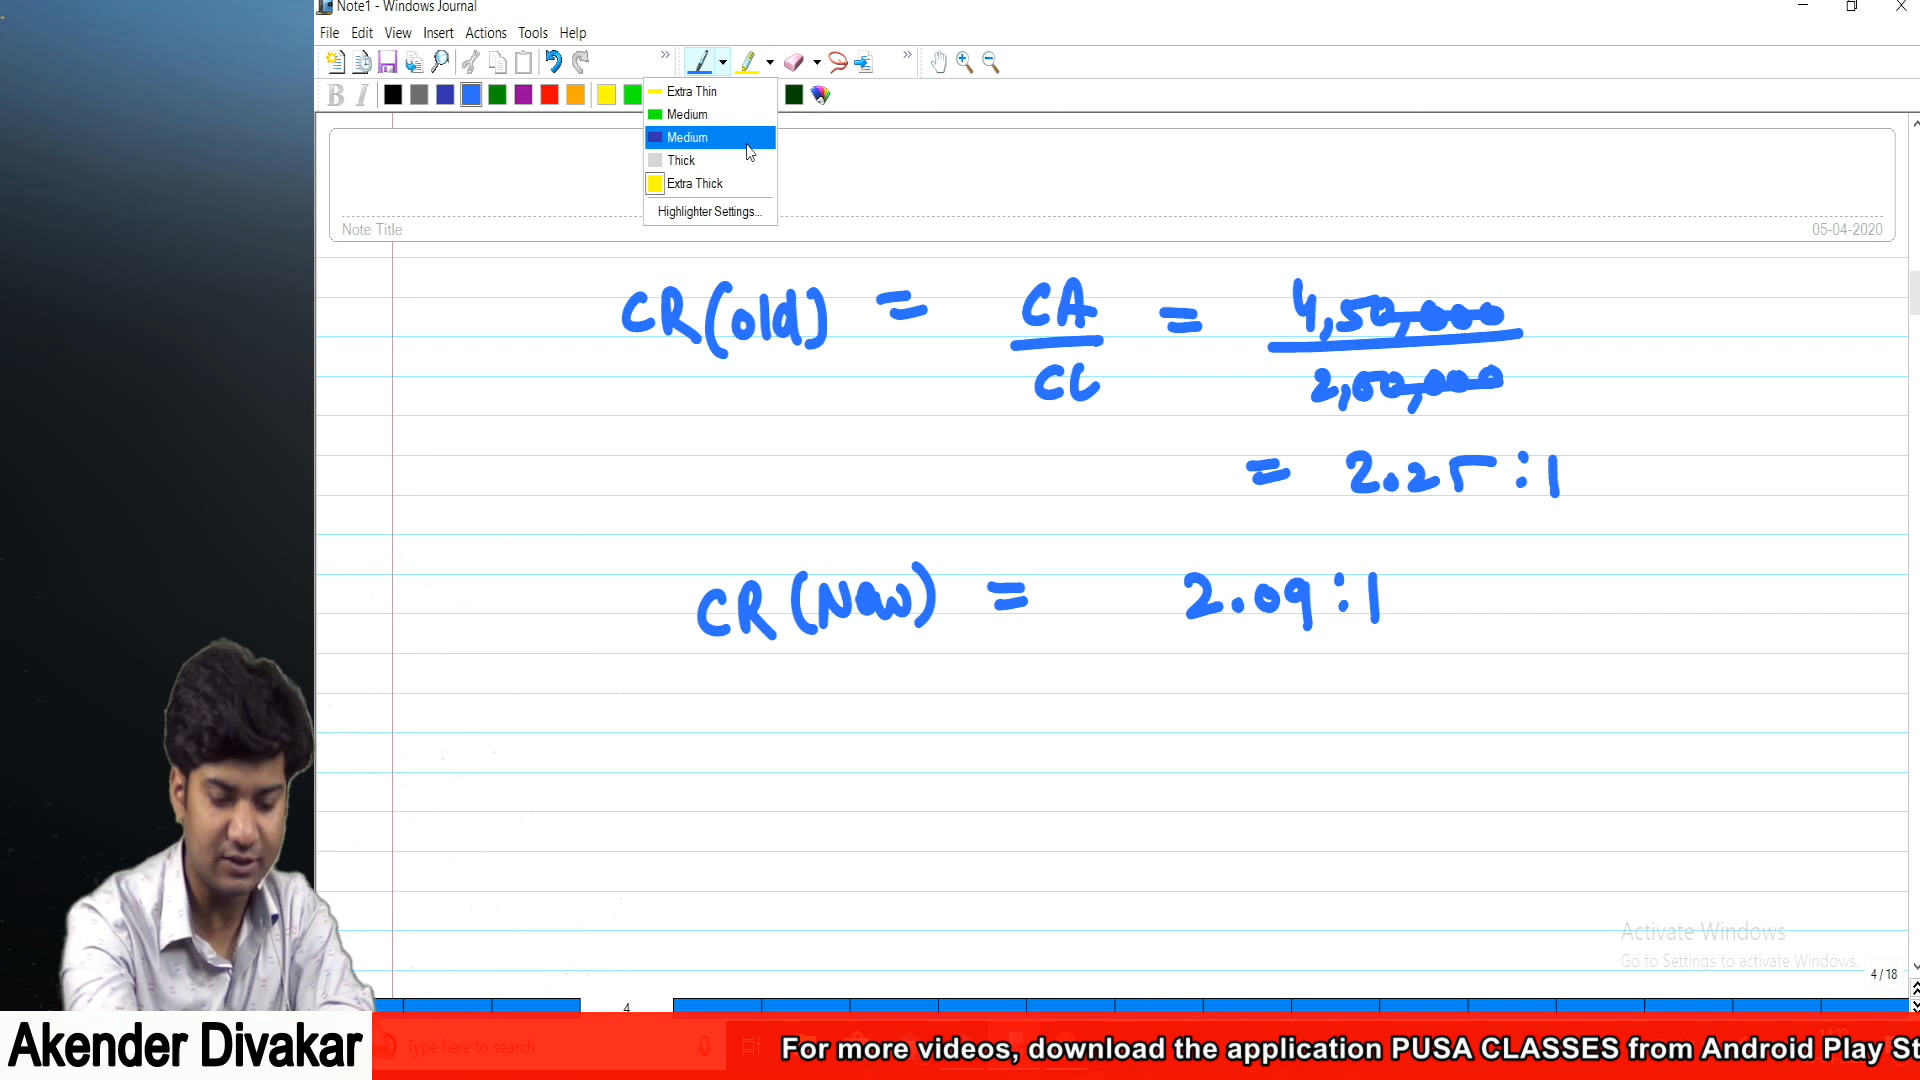 Note1 - Windows Journal
File Edit View Insert Actions Tools Help
B I
Extra Thin
Medium
Medium
Thick
Extra Thick
Highlighter Settings...
Note Title
05-04-2020
CR(old) = CA = 4,50,000
CL 2,00,000
= 2.25:1
CR (New) = 2.09:1
Activate Windows
Go to Settings to activate Windows.
4 / 18
4
Type here to search
Akender Divakar
For more videos, download the application PUSA CLASSES from Android Play St